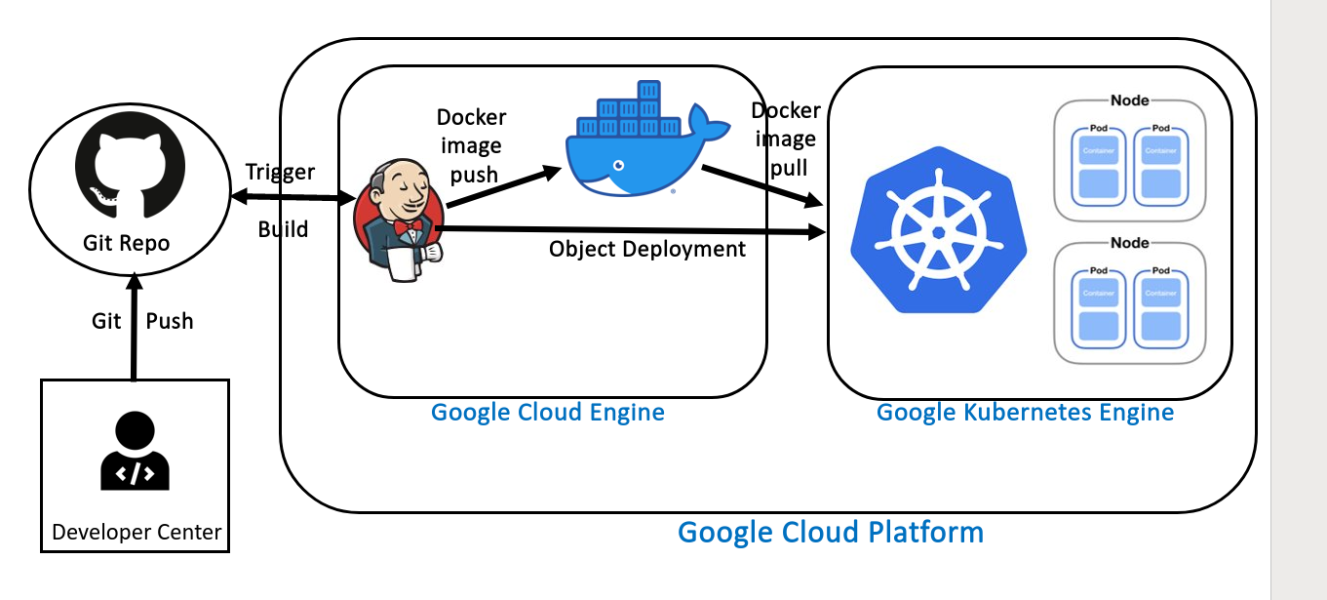 Git Repo
Git Push
Developer Center
Trigger
Build
Docker
image
push
Docker
image
pull
Object Deployment
Google Cloud Engine
Node
Pod Pod
Container Container
Node
Pod Pod
Container Container
Google Kubernetes Engine
Google Cloud Platform